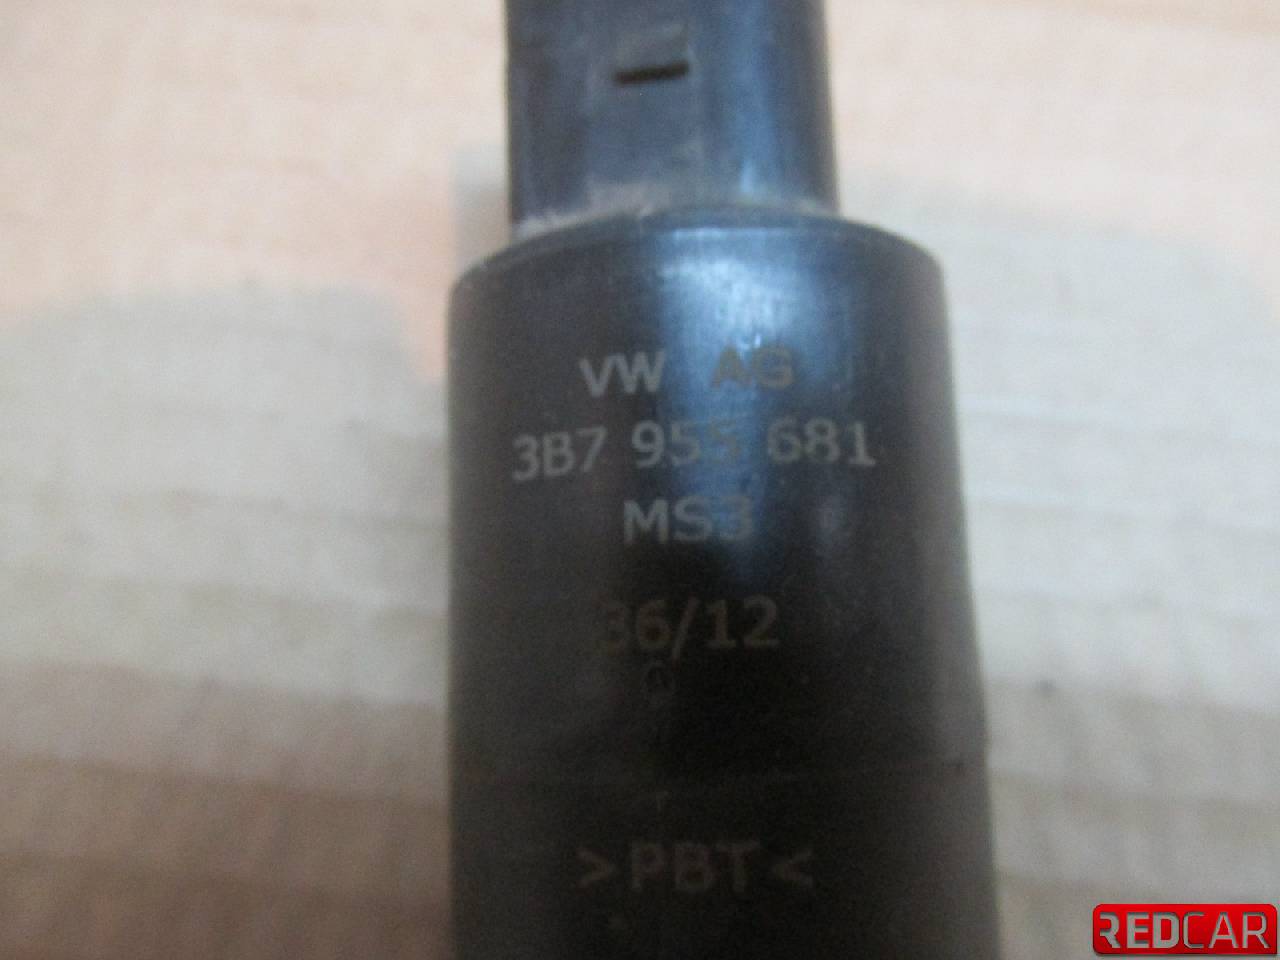 VW AG
3B7 955 681
MS3
36/12
>PBT<
REDCAR